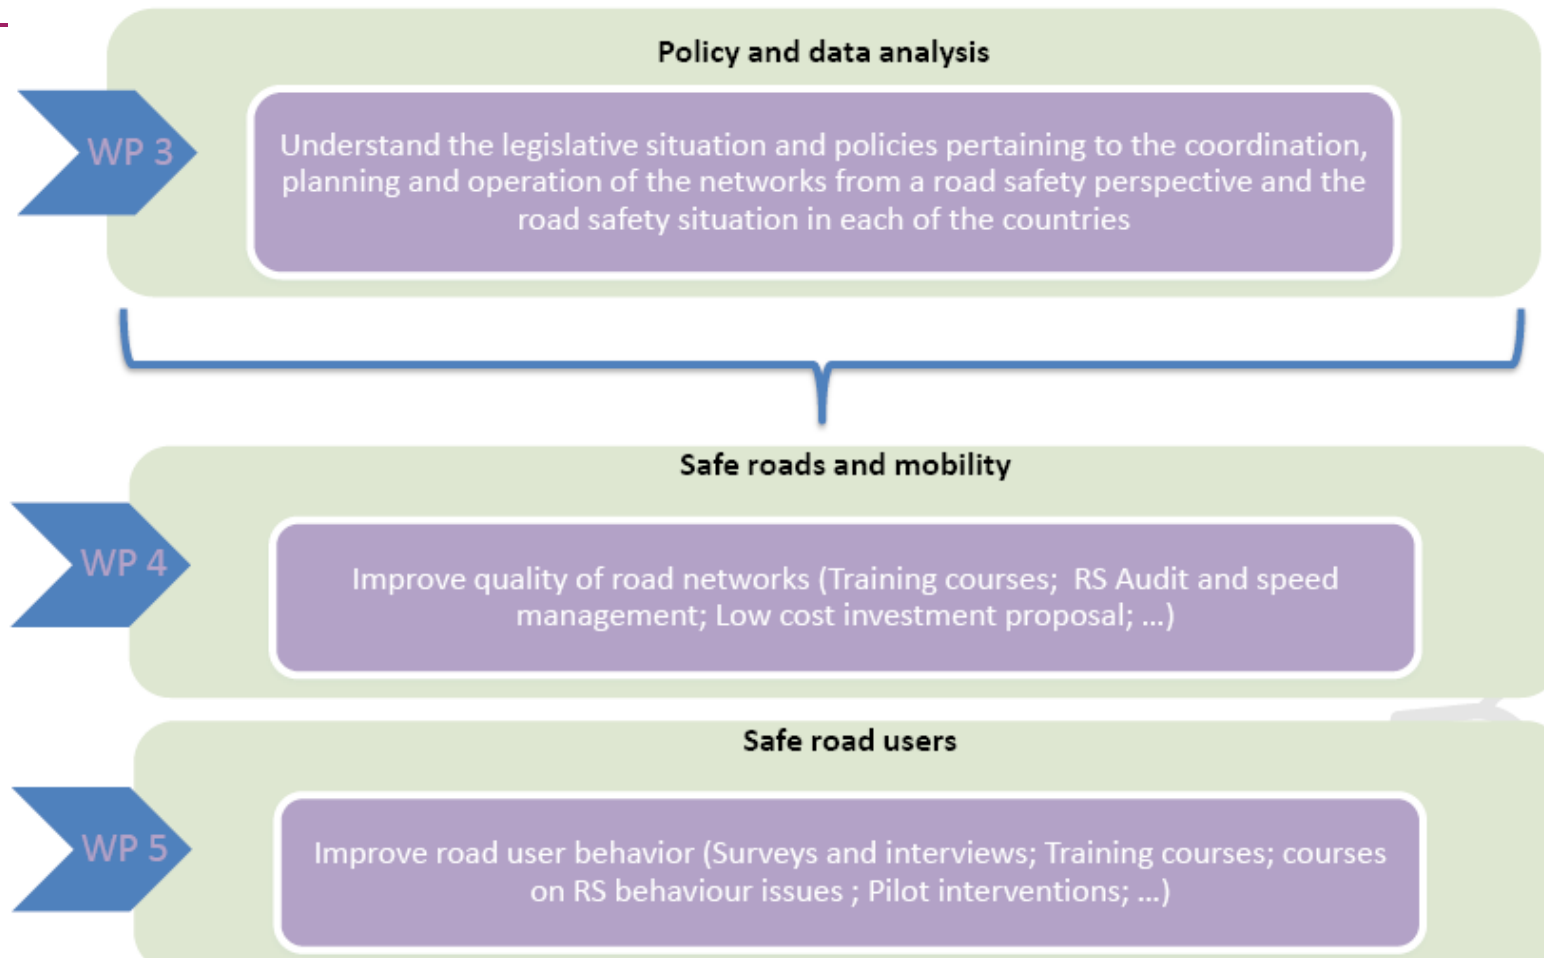 Policy and data analysis
WP 3
Understand the legislative situation and policies pertaining to the coordination,
planning and operation of the networks from a road safety perspective and the
road safety situation in each of the countries
Safe roads and mobility
WP 4
Improve quality of road networks (Training courses;  RS Audit and speed
management; Low cost investment proposal; ...)
Safe road users
WP 5
Improve road user behavior (Surveys and interviews; Training courses; courses
on RS behaviour issues ; Pilot interventions; ...)